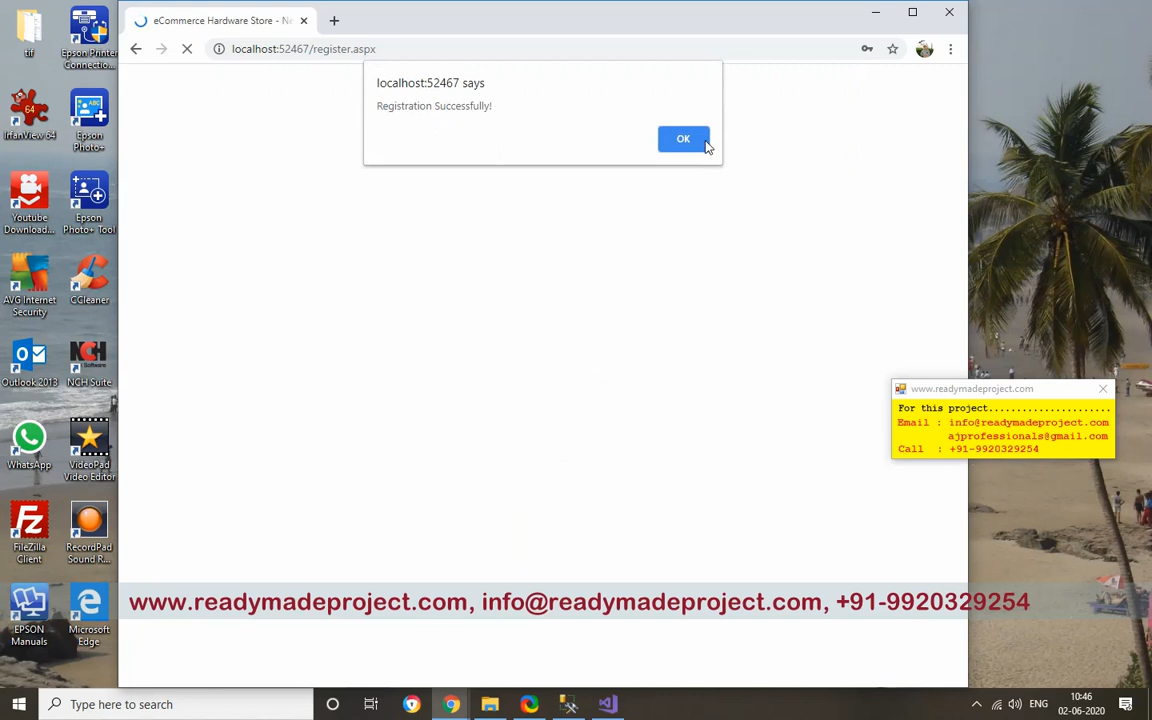 eCommerce Hardware Store - Ne
localhost:52467/register.aspx
localhost:52467 says
Registration Successfully!
OK
tif
Epson Printer
Connectio...
IrfanView 64
Epson
Photo+
Youtube
Download...
Epson
Photo+ Tool
AVG Internet
Security
CCleaner
Outlook 2013
NCH Suite
WhatsApp
VideoPad
Video Editor
FileZilla
Client
RecordPad
Sound R...
EPSON
Manuals
Microsoft
Edge
www.readymadeproject.com
For this project......................
Email : info@readymadeproject.com
ajprofessionals@gmail.com
Call : +91-9920329254
www.readymadeproject.com, info@readymadeproject.com, +91-9920329254
Type here to search
ENG
10:46
02-06-2020